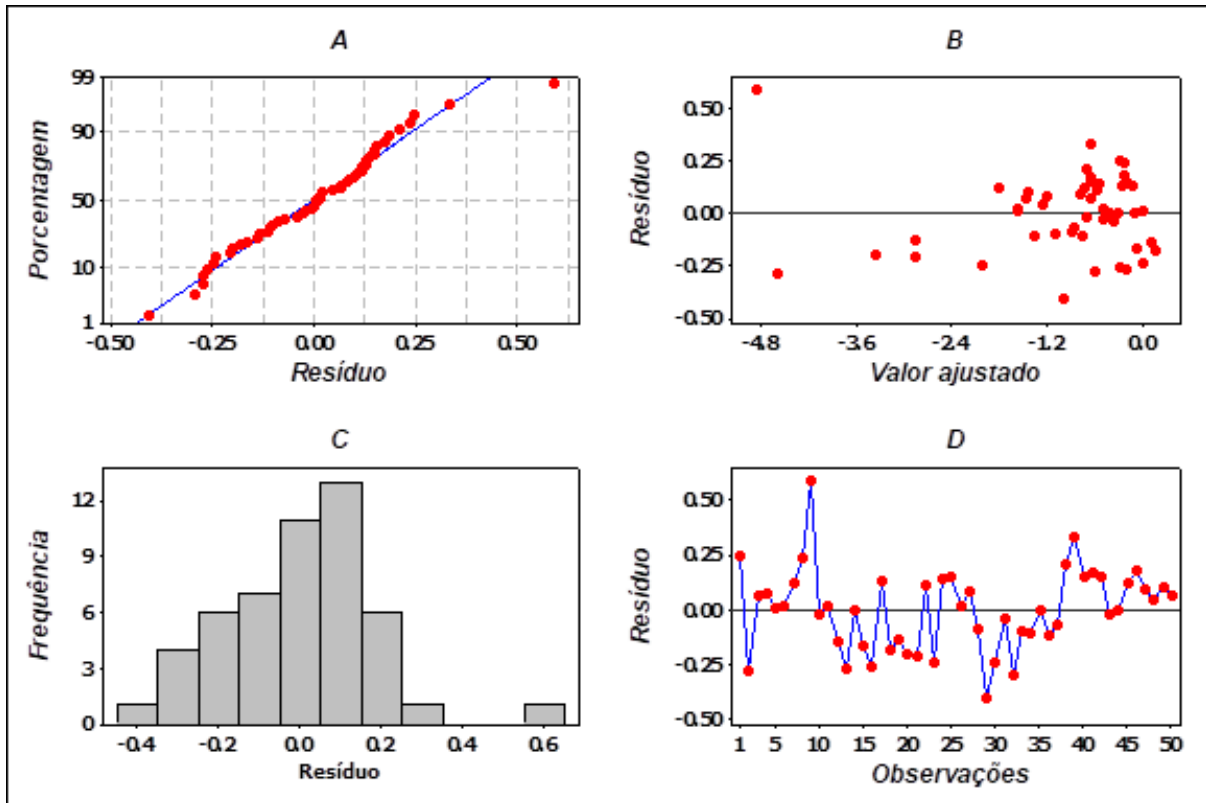 A
Porcentagem
99
90
50
10
1
-0.50 -0.25 0.00 0.25 0.50
Resíduo
B
Resíduo
0.50
0.25
0.00
-0.25
-0.50
-4.8 -3.6 -2.4 -1.2 0.0
Valor ajustado
C
Frequência
12
9
6
3
0
-0.4 -0.2 0.0 0.2 0.4 0.6
Resíduo
D
Resíduo
0.50
0.25
0.00
-0.25
-0.50
1 5 10 15 20 25 30 35 40 45 50
Observações